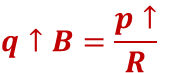 q ↑ B = p ↑ / R